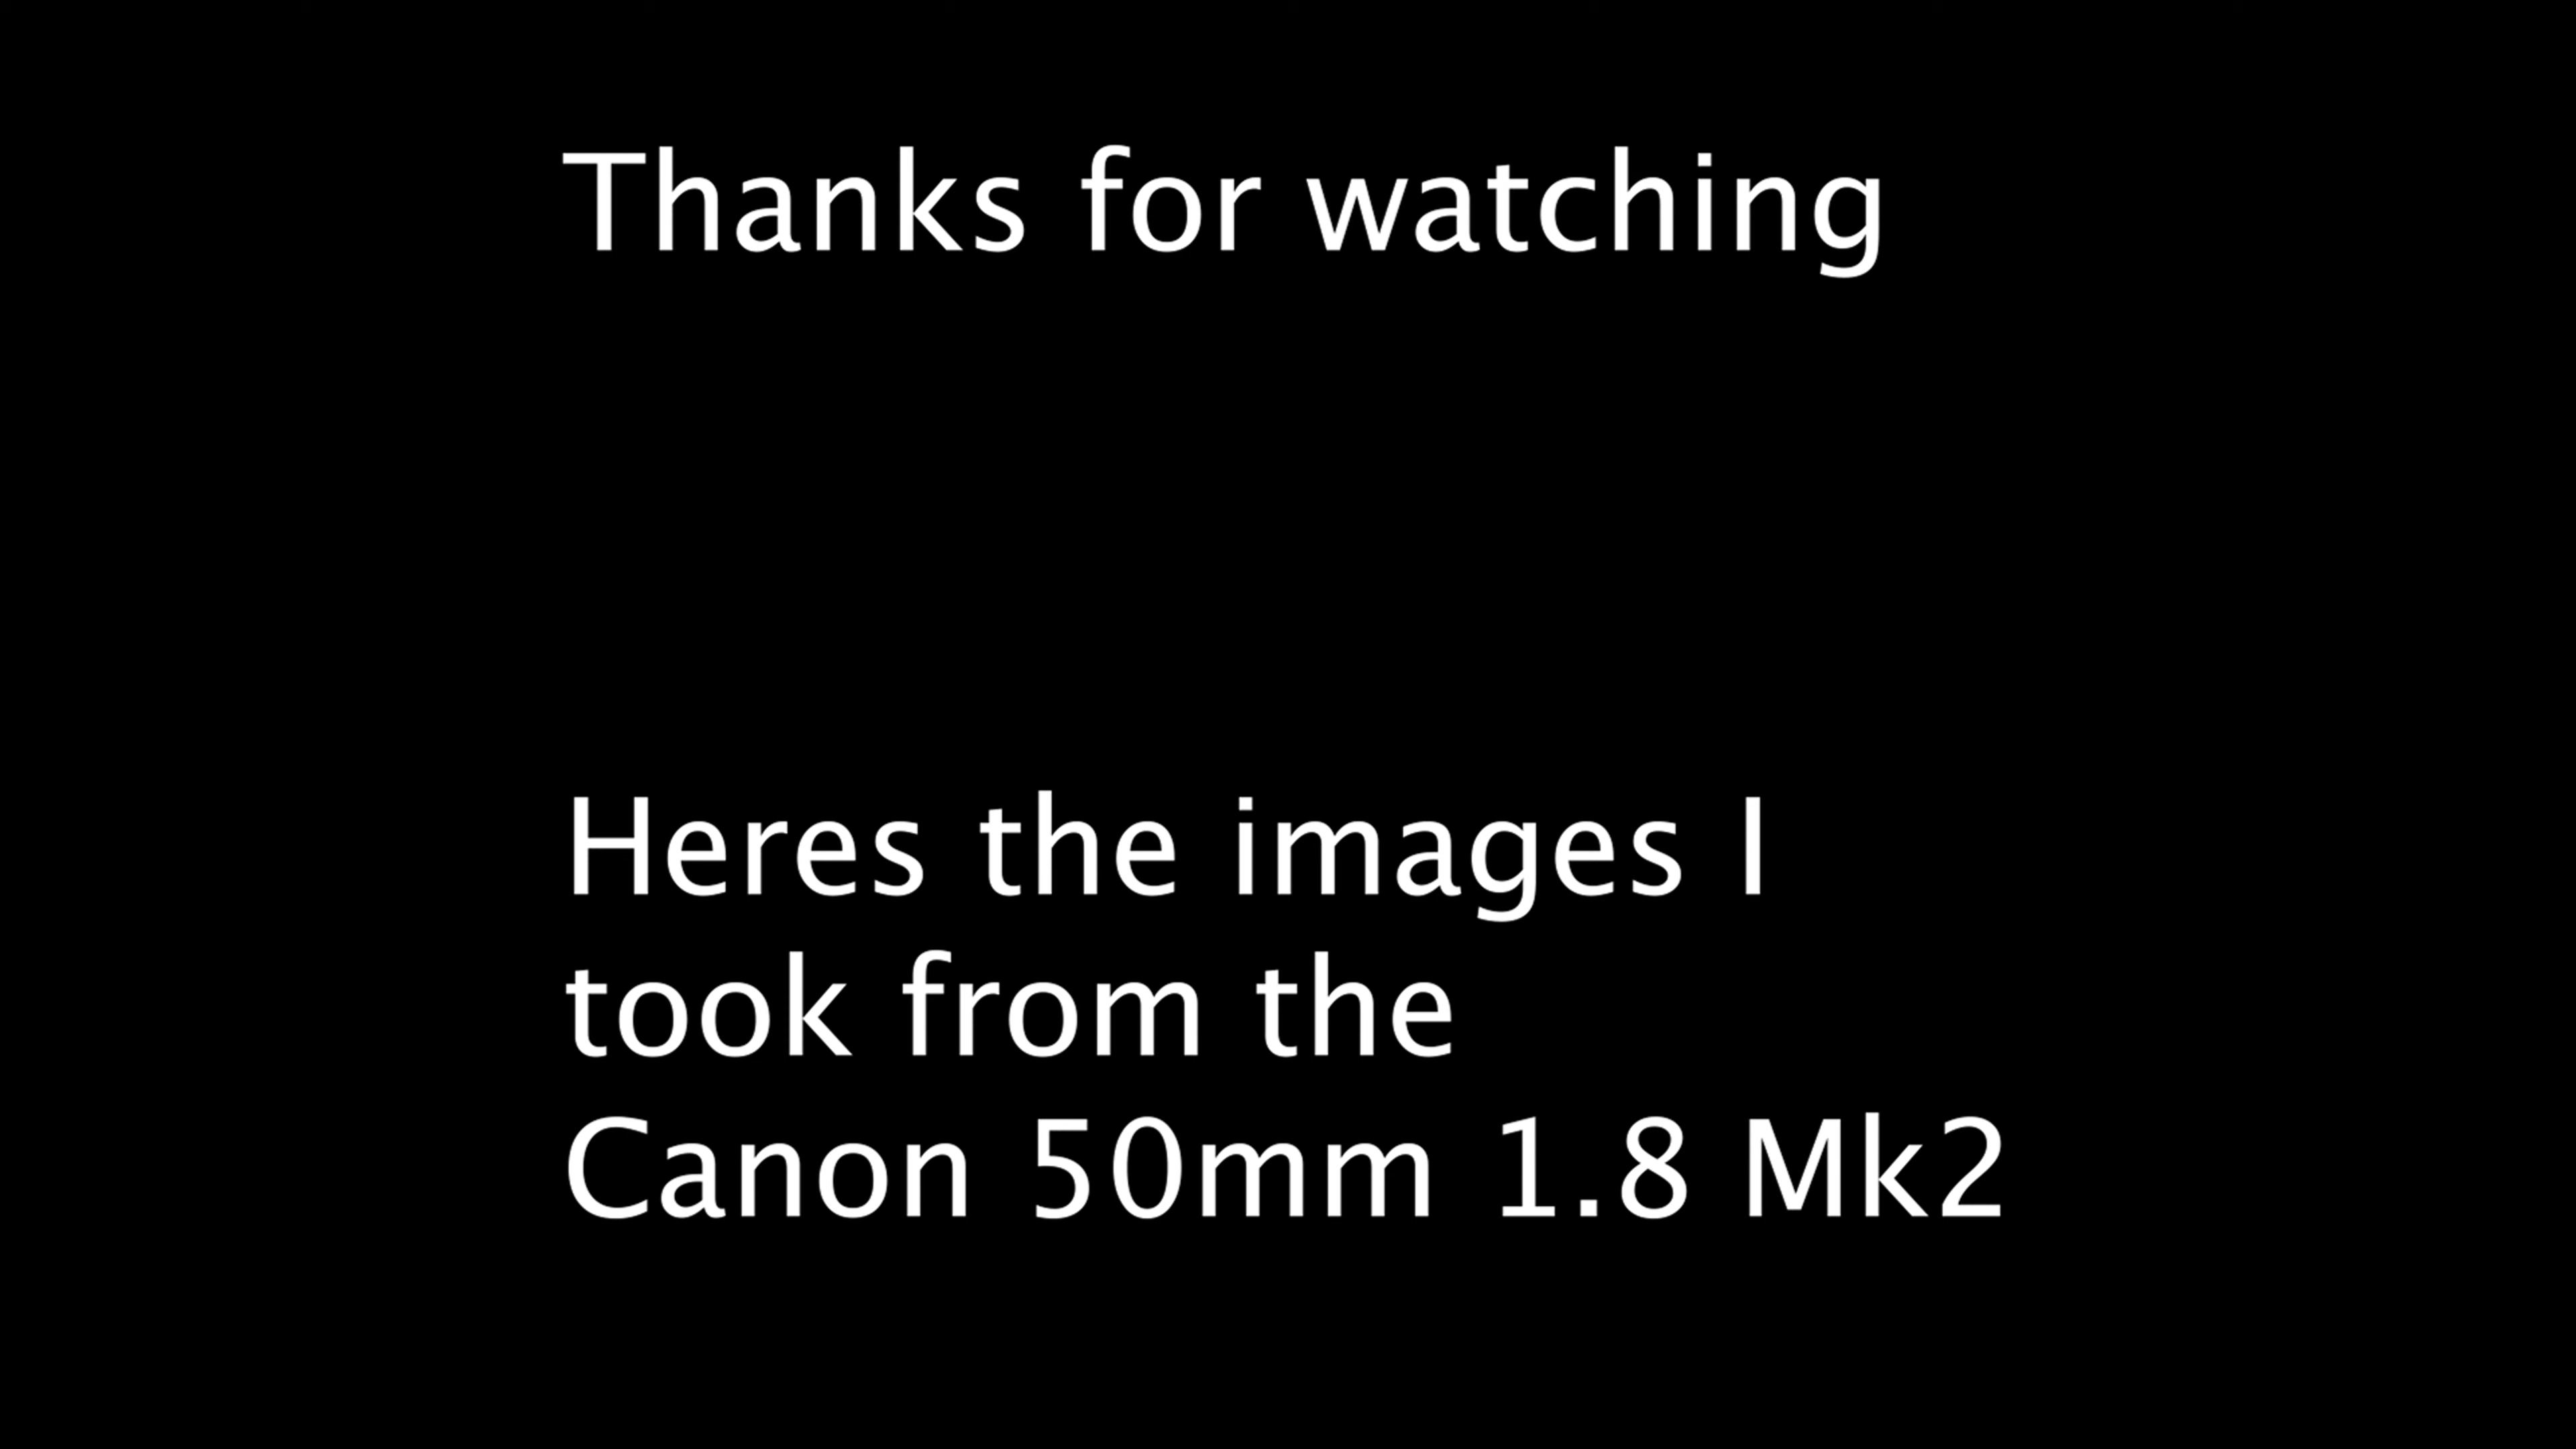 Thanks for watching
Heres the images I
took from the
Canon 50mm 1.8 Mk2